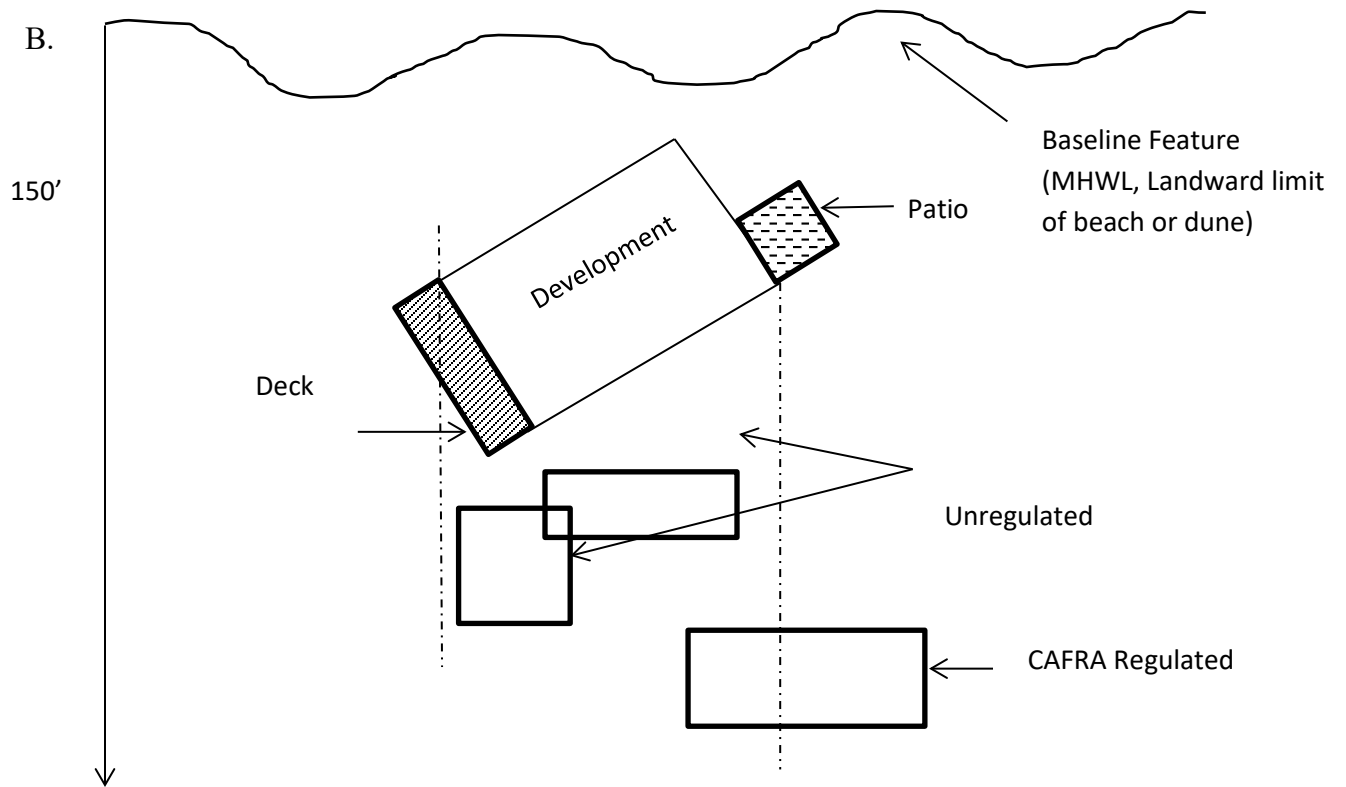 B.
150’
Baseline Feature
(MHWL, Landward limit
of beach or dune)
Patio
Development
Deck
Unregulated
CAFRA Regulated